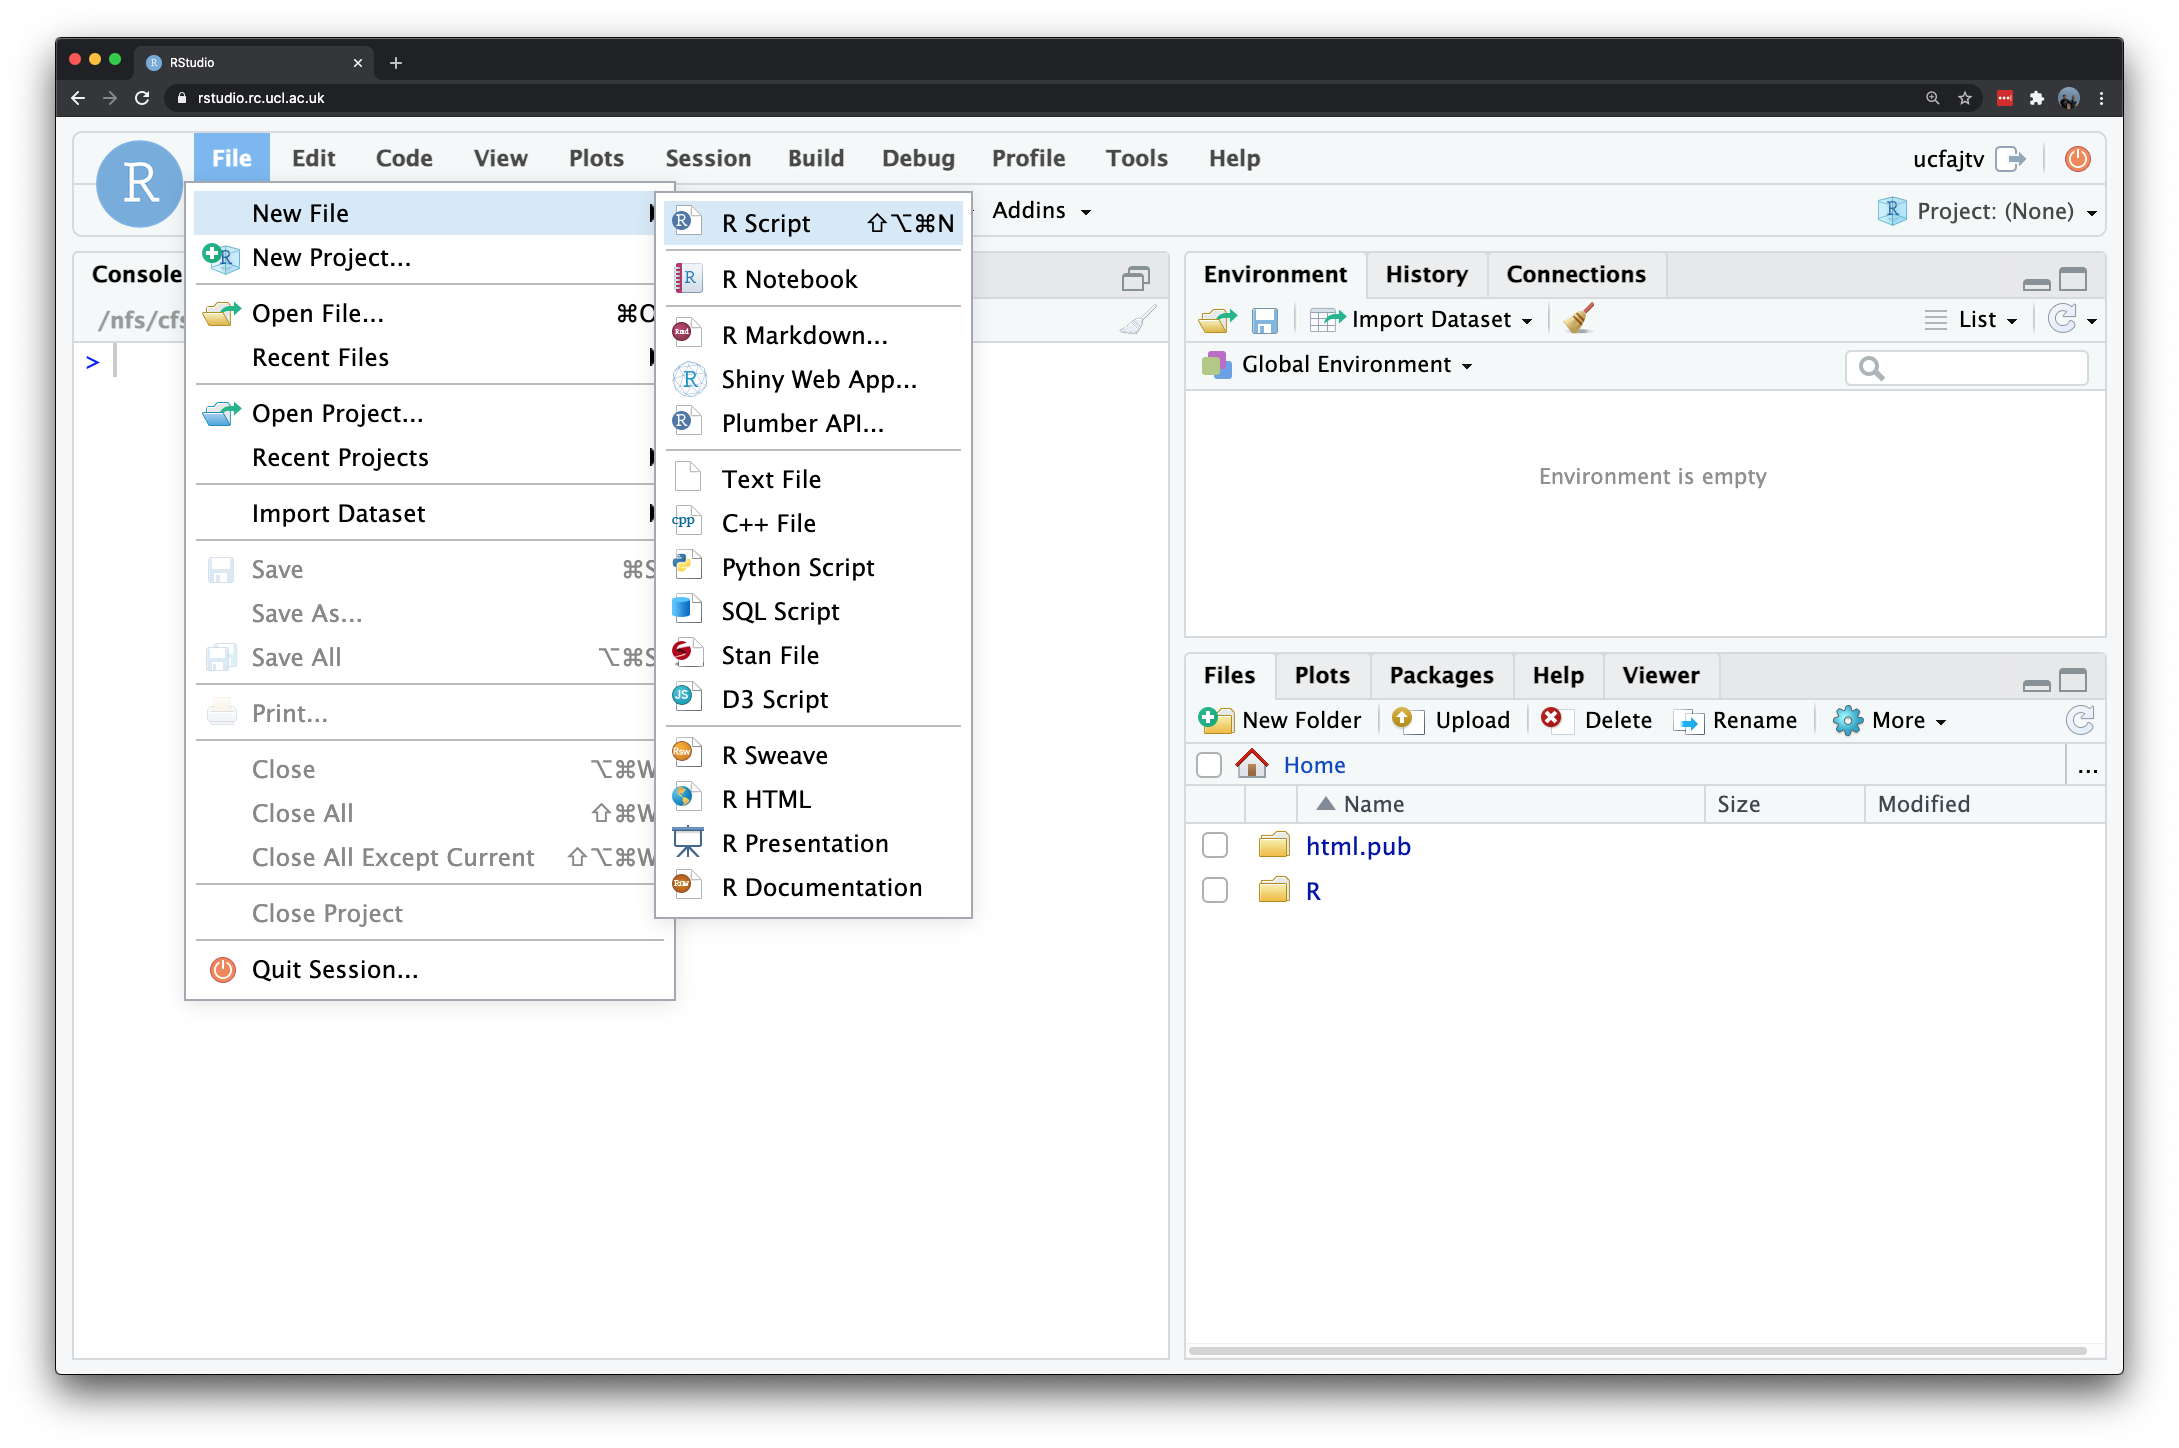 RStudio
rstudio.rc.ucl.ac.uk
R File Edit Code View Plots Session Build Debug Profile Tools Help ucfajtv
Addins Project: (None)
New File
New Project...
Open File... ⌘O
Recent Files
Open Project...
Recent Projects
Import Dataset
Save ⌘S
Save As...
Save All ⌥⌘S
Print...
Close ⌥⌘W
Close All ⇧⌘W
Close All Except Current ⇧⌥⌘W
Close Project
Quit Session...
R Script ⇧⌥⌘N
R Notebook
R Markdown...
Shiny Web App...
Plumber API...
Text File
C++ File
Python Script
SQL Script
Stan File
D3 Script
R Sweave
R HTML
R Presentation
R Documentation
Console
/nfs/cfs
>
Environment History Connections
Import Dataset List
Global Environment
Environment is empty
Files Plots Packages Help Viewer
New Folder Upload Delete Rename More
Home ...
Name Size Modified
html.pub
R